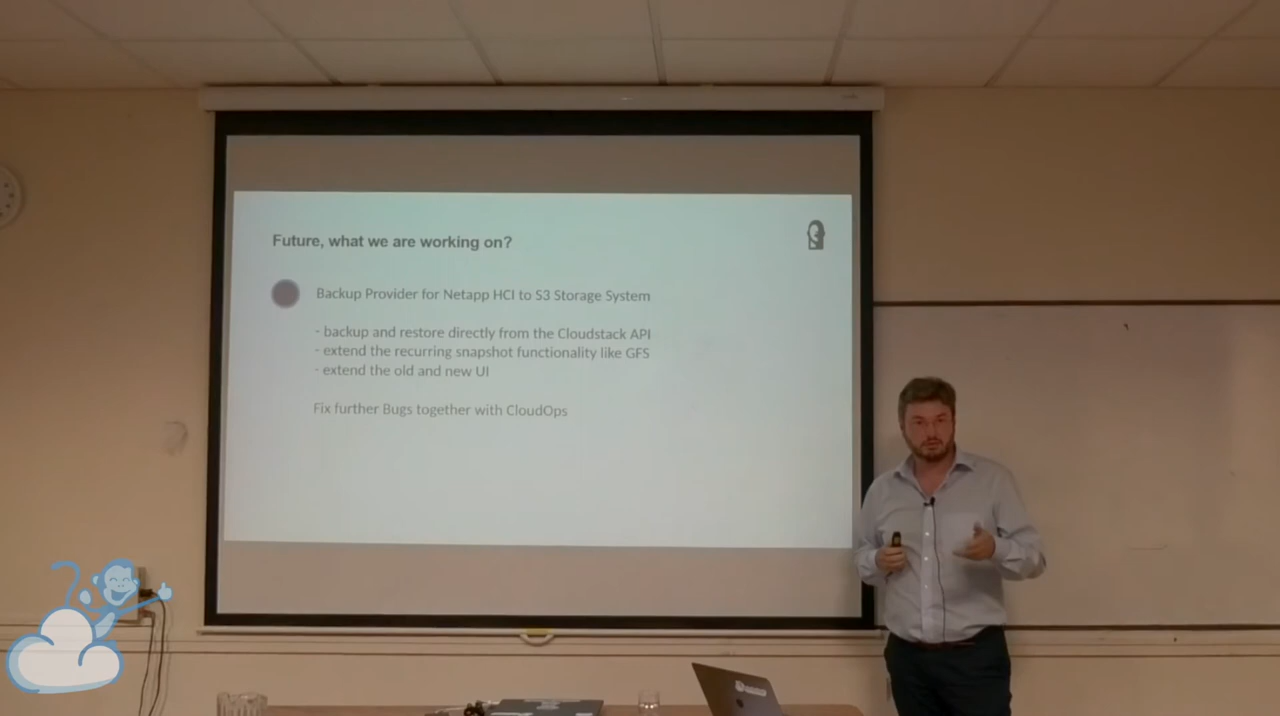 Future, what we are working on?
Backup Provider for Netapp HCI to S3 Storage System
- backup and restore directly from the Cloudstack API
- extend the recurring snapshot functionality like GFS
- extend the old and new UI
Fix further Bugs together with CloudOps